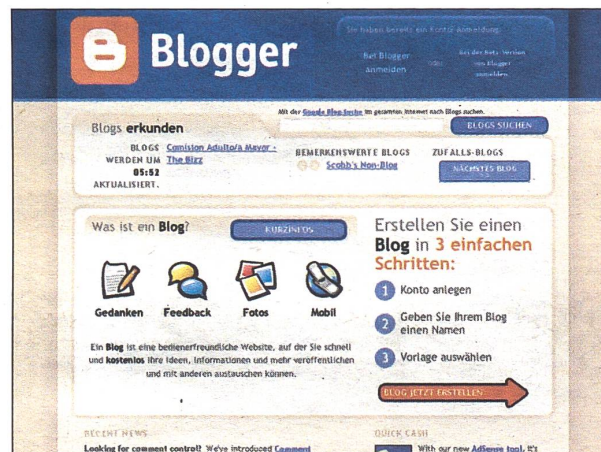 Blogger
Sie haben bereits ein Konto? Anmeldung:
Bei Blogger
anmelden
oder
Bei der Beta-Version
von Blogger
anmelden
Mit der Google Blog-Suche im gesamten Internet nach Blogs suchen.
Blogs erkunden
BLOGS SUCHEN
BLOGS
WERDEN UM
05:52
AKTUALISIERT.
Comision Adulto/a Mayor -
The Bizz
BEMERKENSWERTE BLOGS
Scobb's Non-Blog
ZUFALLS-BLOGS
NÄCHSTES BLOG
Was ist ein Blog?
KURZINFOS
Gedanken
Feedback
Fotos
Mobil
Ein Blog ist eine bedienerfreundliche Website, auf der Sie schnell
und kostenlos Ihre Ideen, Informationen und mehr veröffentlichen
und mit anderen austauschen können.
Erstellen Sie einen
Blog in 3 einfachen
Schritten:
1 Konto anlegen
2 Geben Sie Ihrem Blog
einen Namen
3 Vorlage auswählen
BLOG JETZT ERSTELLEN
RECENT NEWS
Looking for comment control? We've introduced Comment
QUICK CASH
With our new AdSense tool, it's